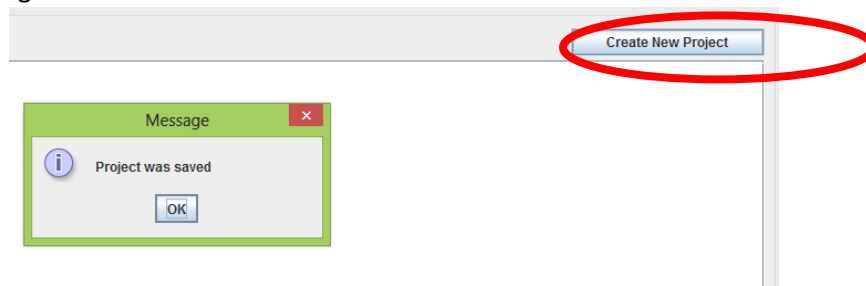 g
Create New Project
Message
Project was saved
OK